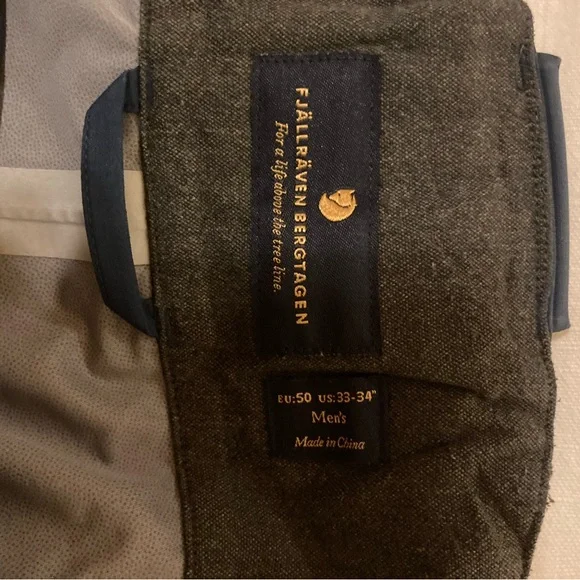 FJÄLLRÄVEN BERGTAGEN
For a life above the tree line.
EU:50 US:33-34"
Men's
Made in China